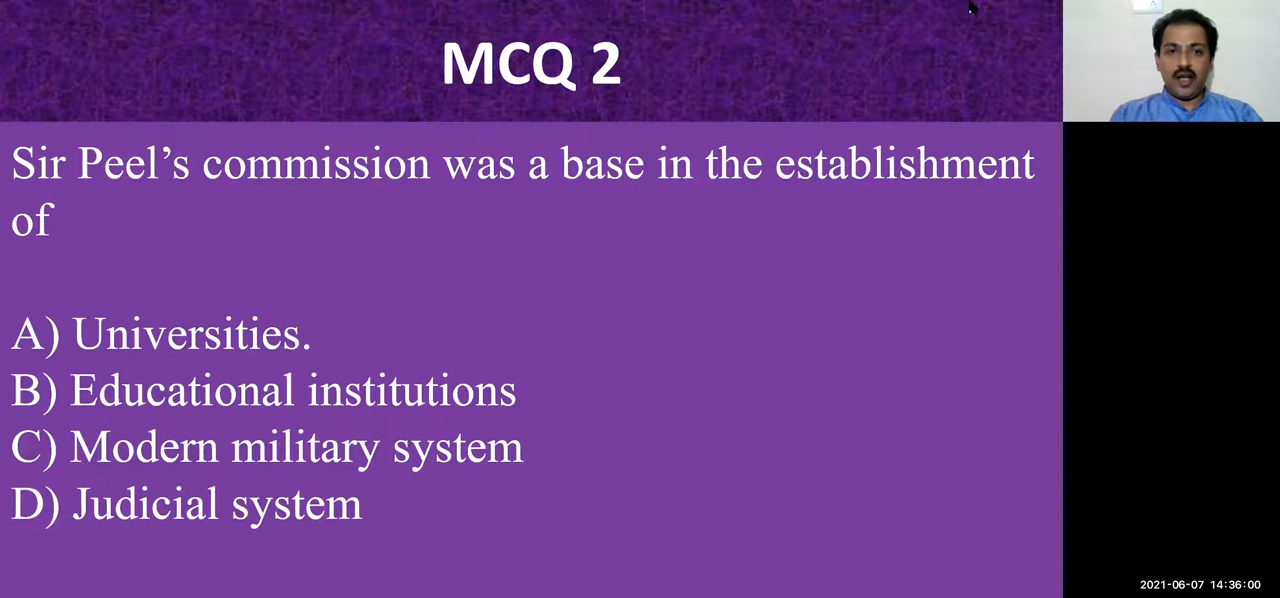 MCQ 2
Sir Peel’s commission was a base in the establishment
of
A) Universities.
B) Educational institutions
C) Modern military system
D) Judicial system
2021-06-07 14:36:00